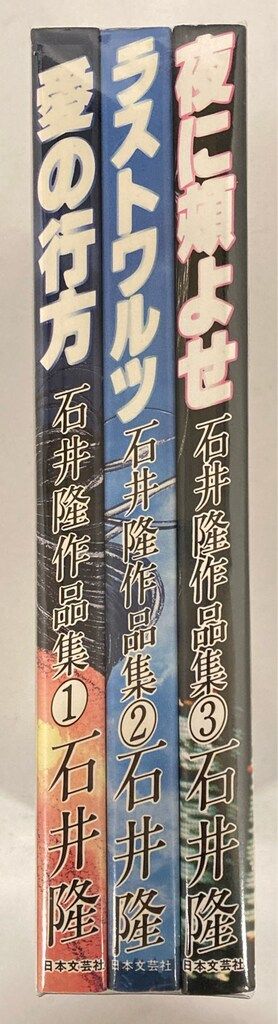 愛の行方
石井隆作品集①
石井隆
日本文芸社
ラストワルツ
石井隆作品集②
石井隆
日本文芸社
夜に頬よせ
石井隆作品集③
石井隆
日本文芸社